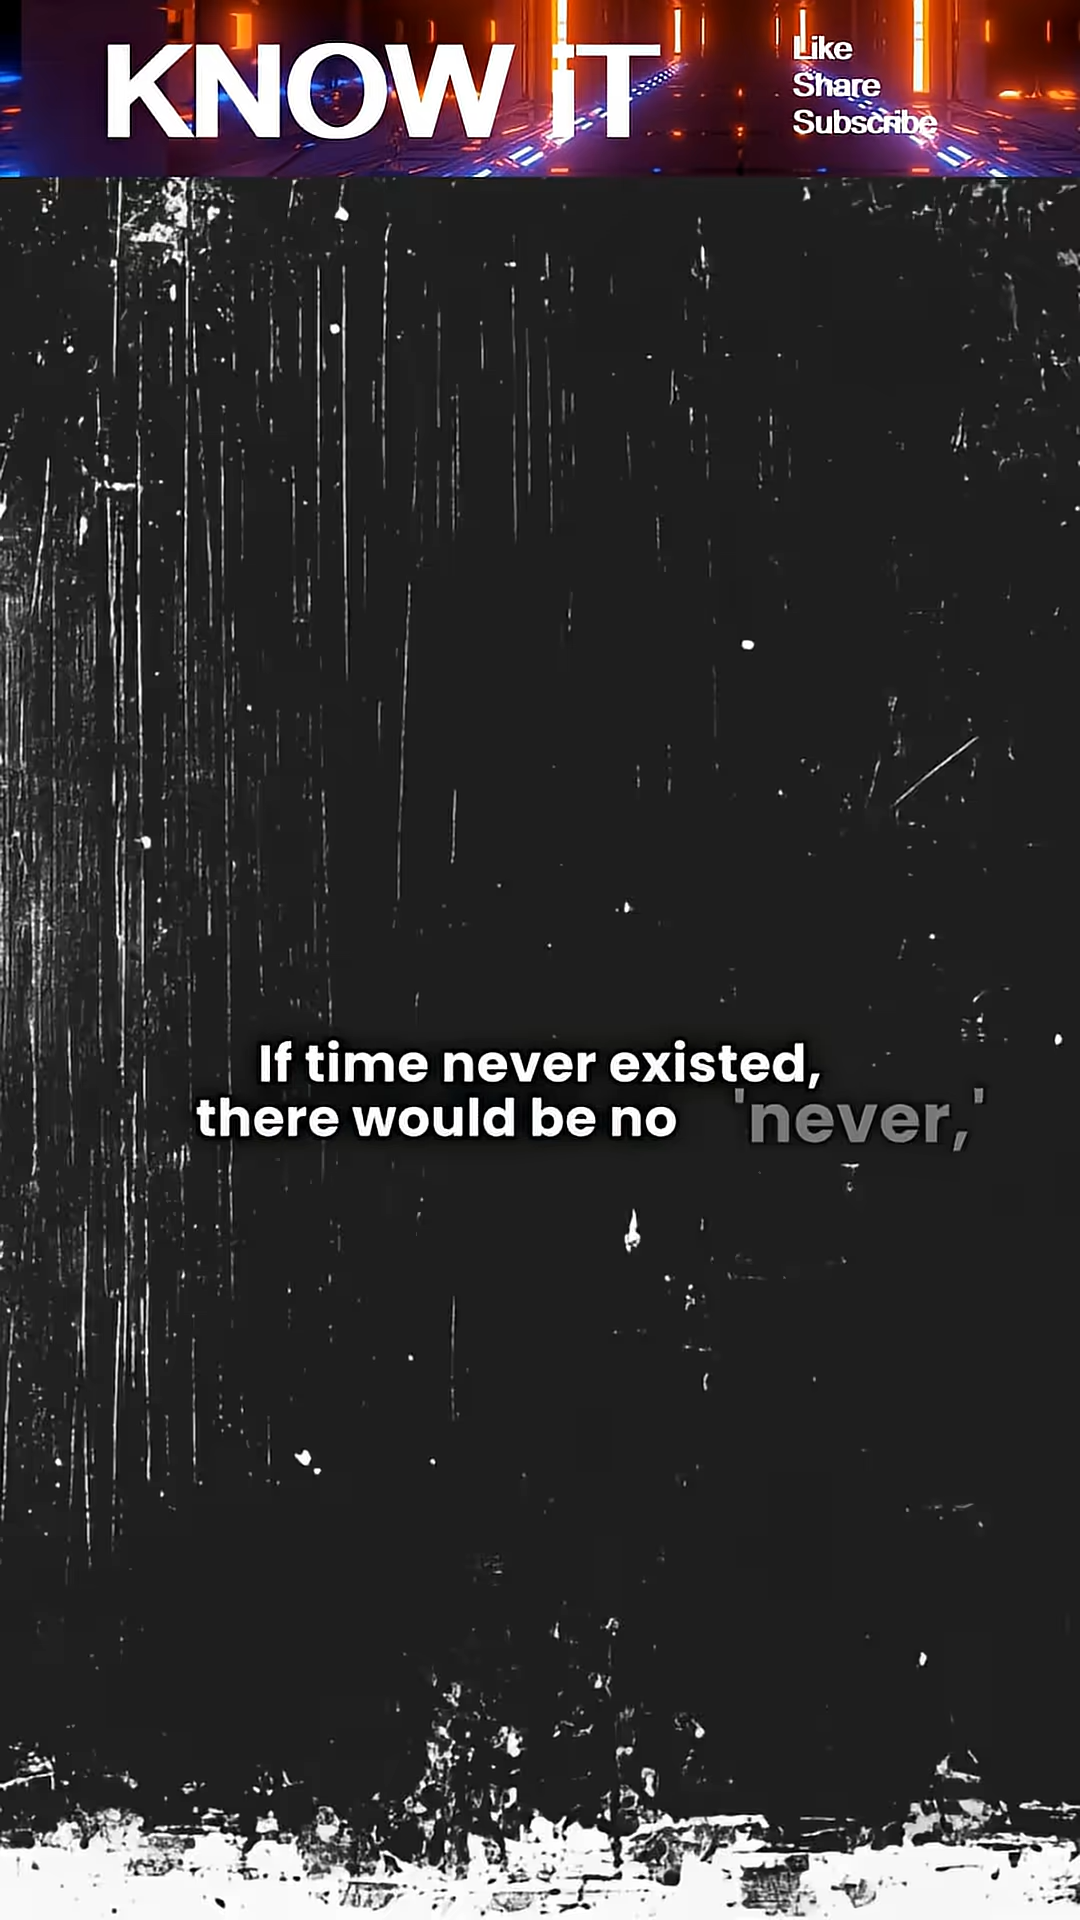 KNOW iT
Like
Share
Subscribe
If time never existed,
there would be no 'never,'